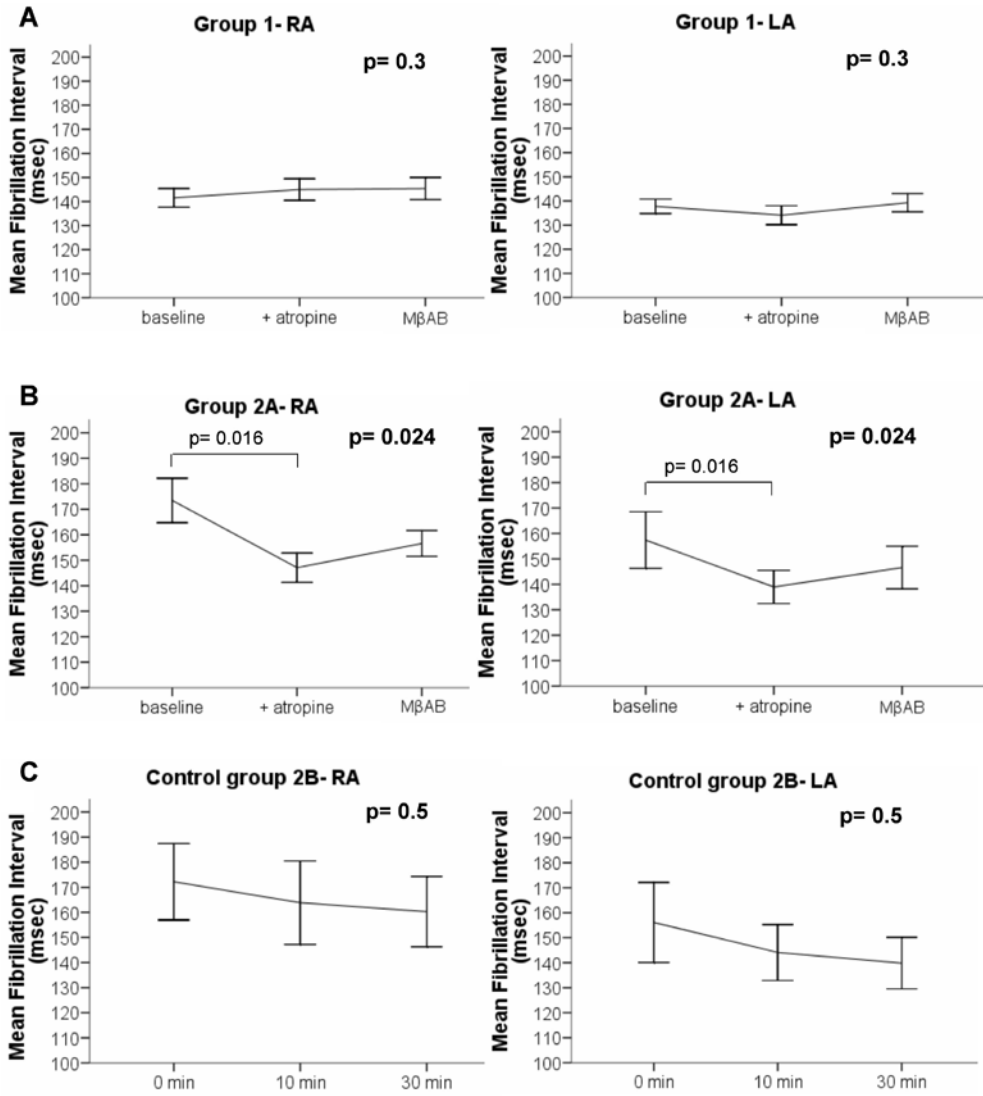 A
Group 1- RA
p= 0.3
Mean Fibrillation Interval
(msec)
200
190
180
170
160
150
140
130
120
110
100
baseline
+ atropine
MβAB
Group 1- LA
p= 0.3
Mean Fibrillation Interval
(msec)
200
190
180
170
160
150
140
130
120
110
100
baseline
+ atropine
MβAB
B
Group 2A- RA
p= 0.016
p= 0.024
Mean Fibrillation Interval
(msec)
200
190
180
170
160
150
140
130
120
110
100
baseline
+ atropine
MβAB
Group 2A- LA
p= 0.016
p= 0.024
Mean Fibrillation Interval
(msec)
200
190
180
170
160
150
140
130
120
110
100
baseline
+ atropine
MβAB
C
Control group 2B- RA
p= 0.5
Mean Fibrillation Interval
(msec)
200
190
180
170
160
150
140
130
120
110
100
0 min
10 min
30 min
Control group 2B- LA
p= 0.5
Mean Fibrillation Interval
(msec)
200
190
180
170
160
150
140
130
120
110
100
0 min
10 min
30 min